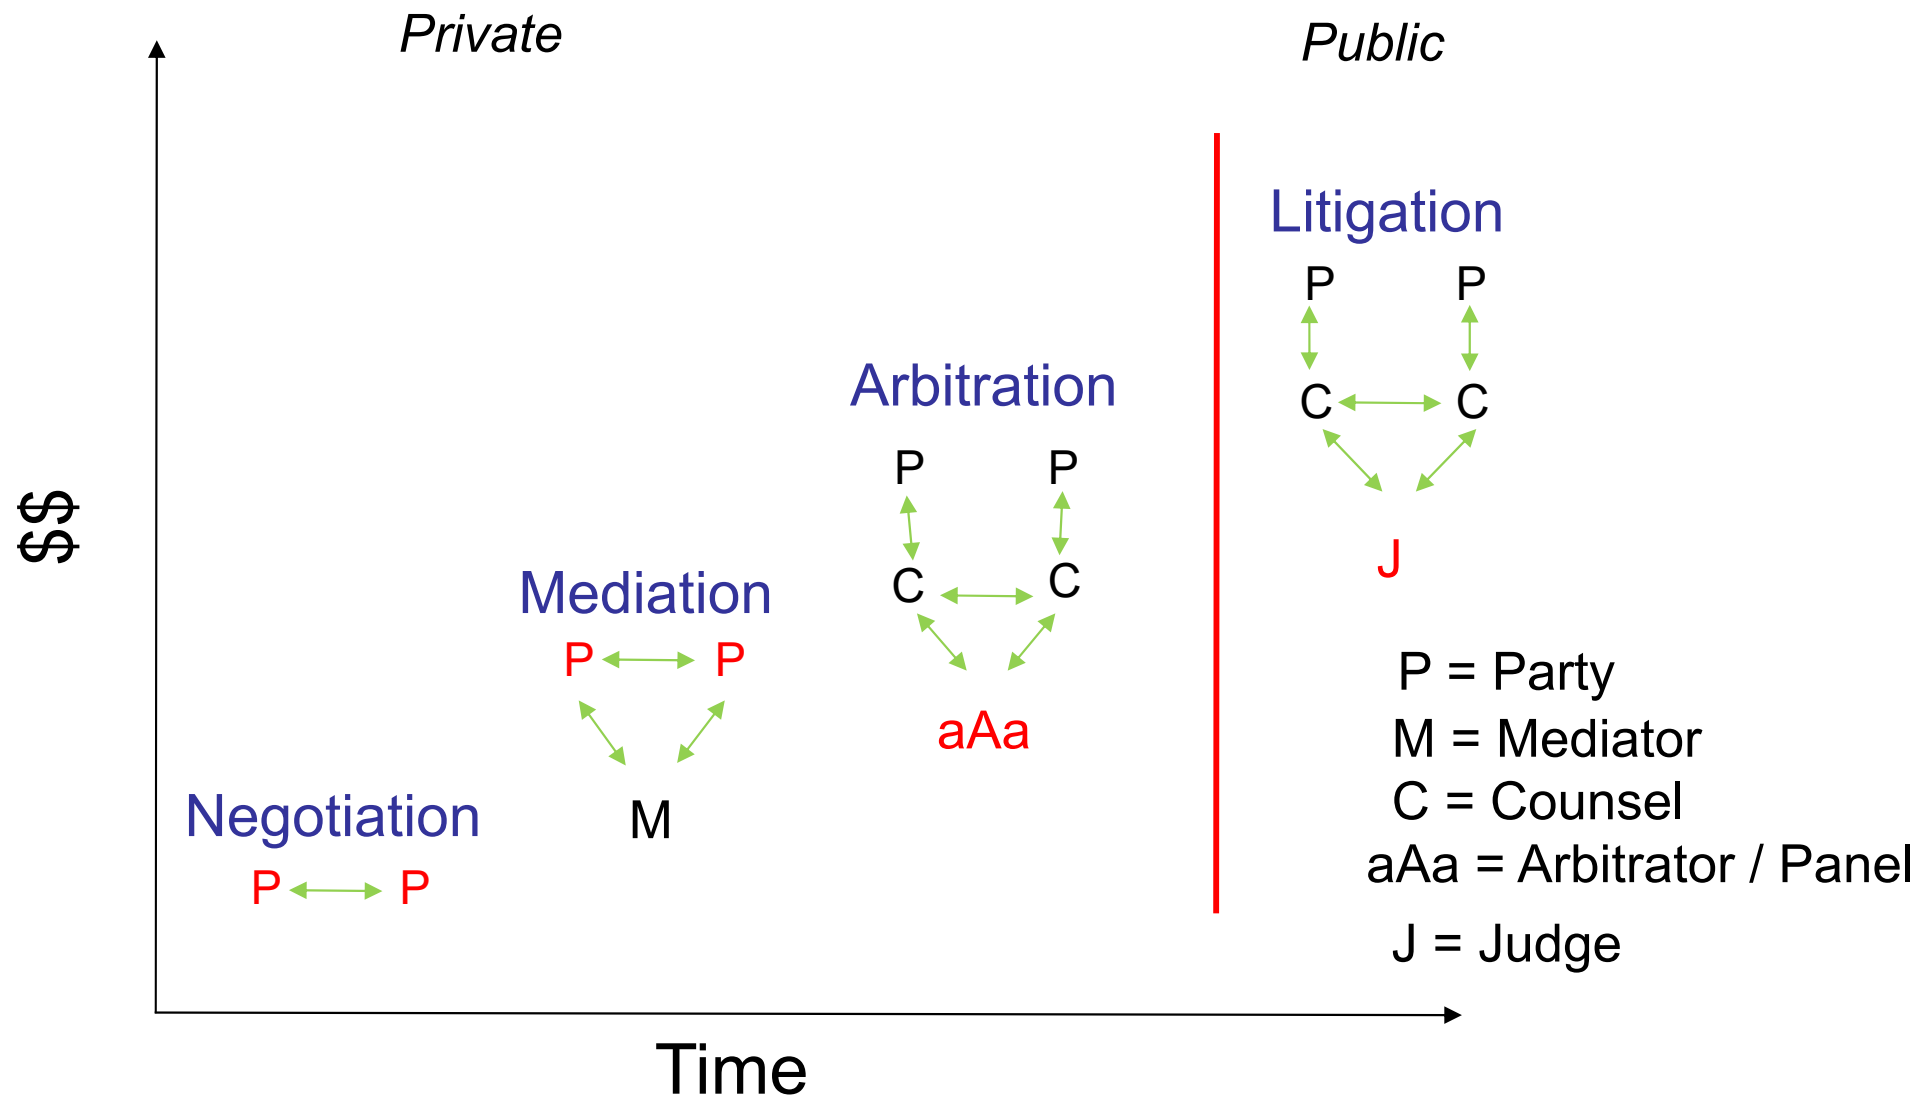 Private
Public
$$
Litigation
P P
C C
J
Arbitration
P P
C C
aAa
Mediation
P P
M
Negotiation
P P
P = Party
M = Mediator
C = Counsel
aAa = Arbitrator / Panel
J = Judge
Time